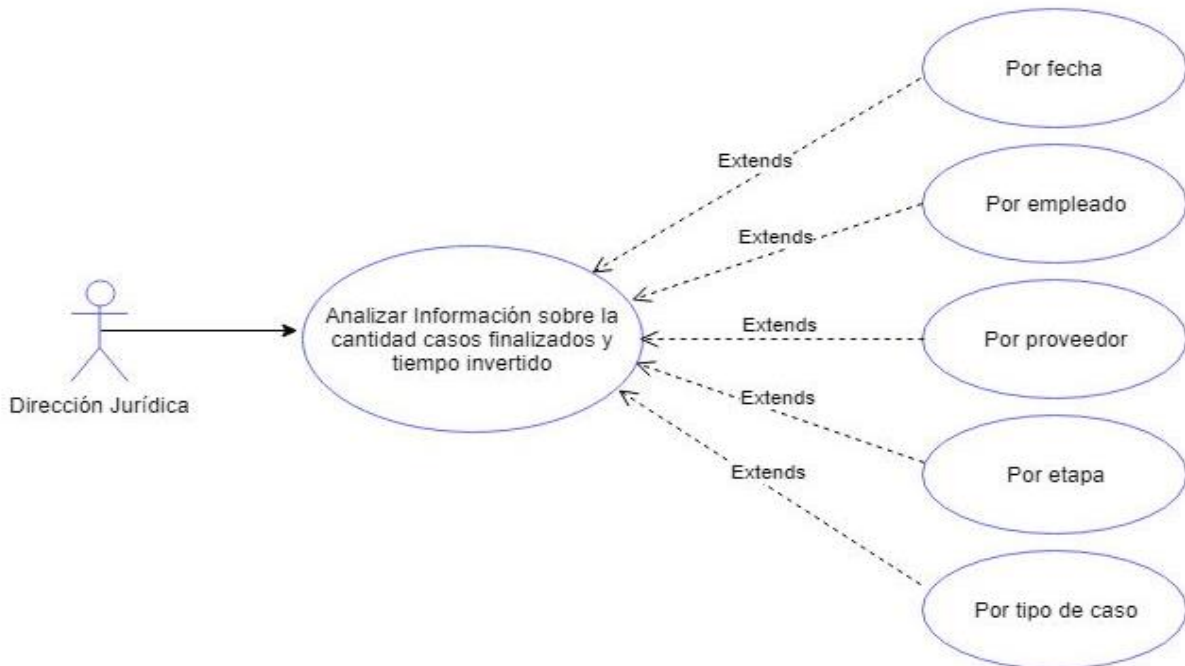 Por fecha
Extends
Por empleado
Extends
Analizar Información sobre la
cantidad casos finalizados y
tiempo invertido
Extends
Por proveedor
Dirección Jurídica
Extends
Por etapa
Extends
Por tipo de caso